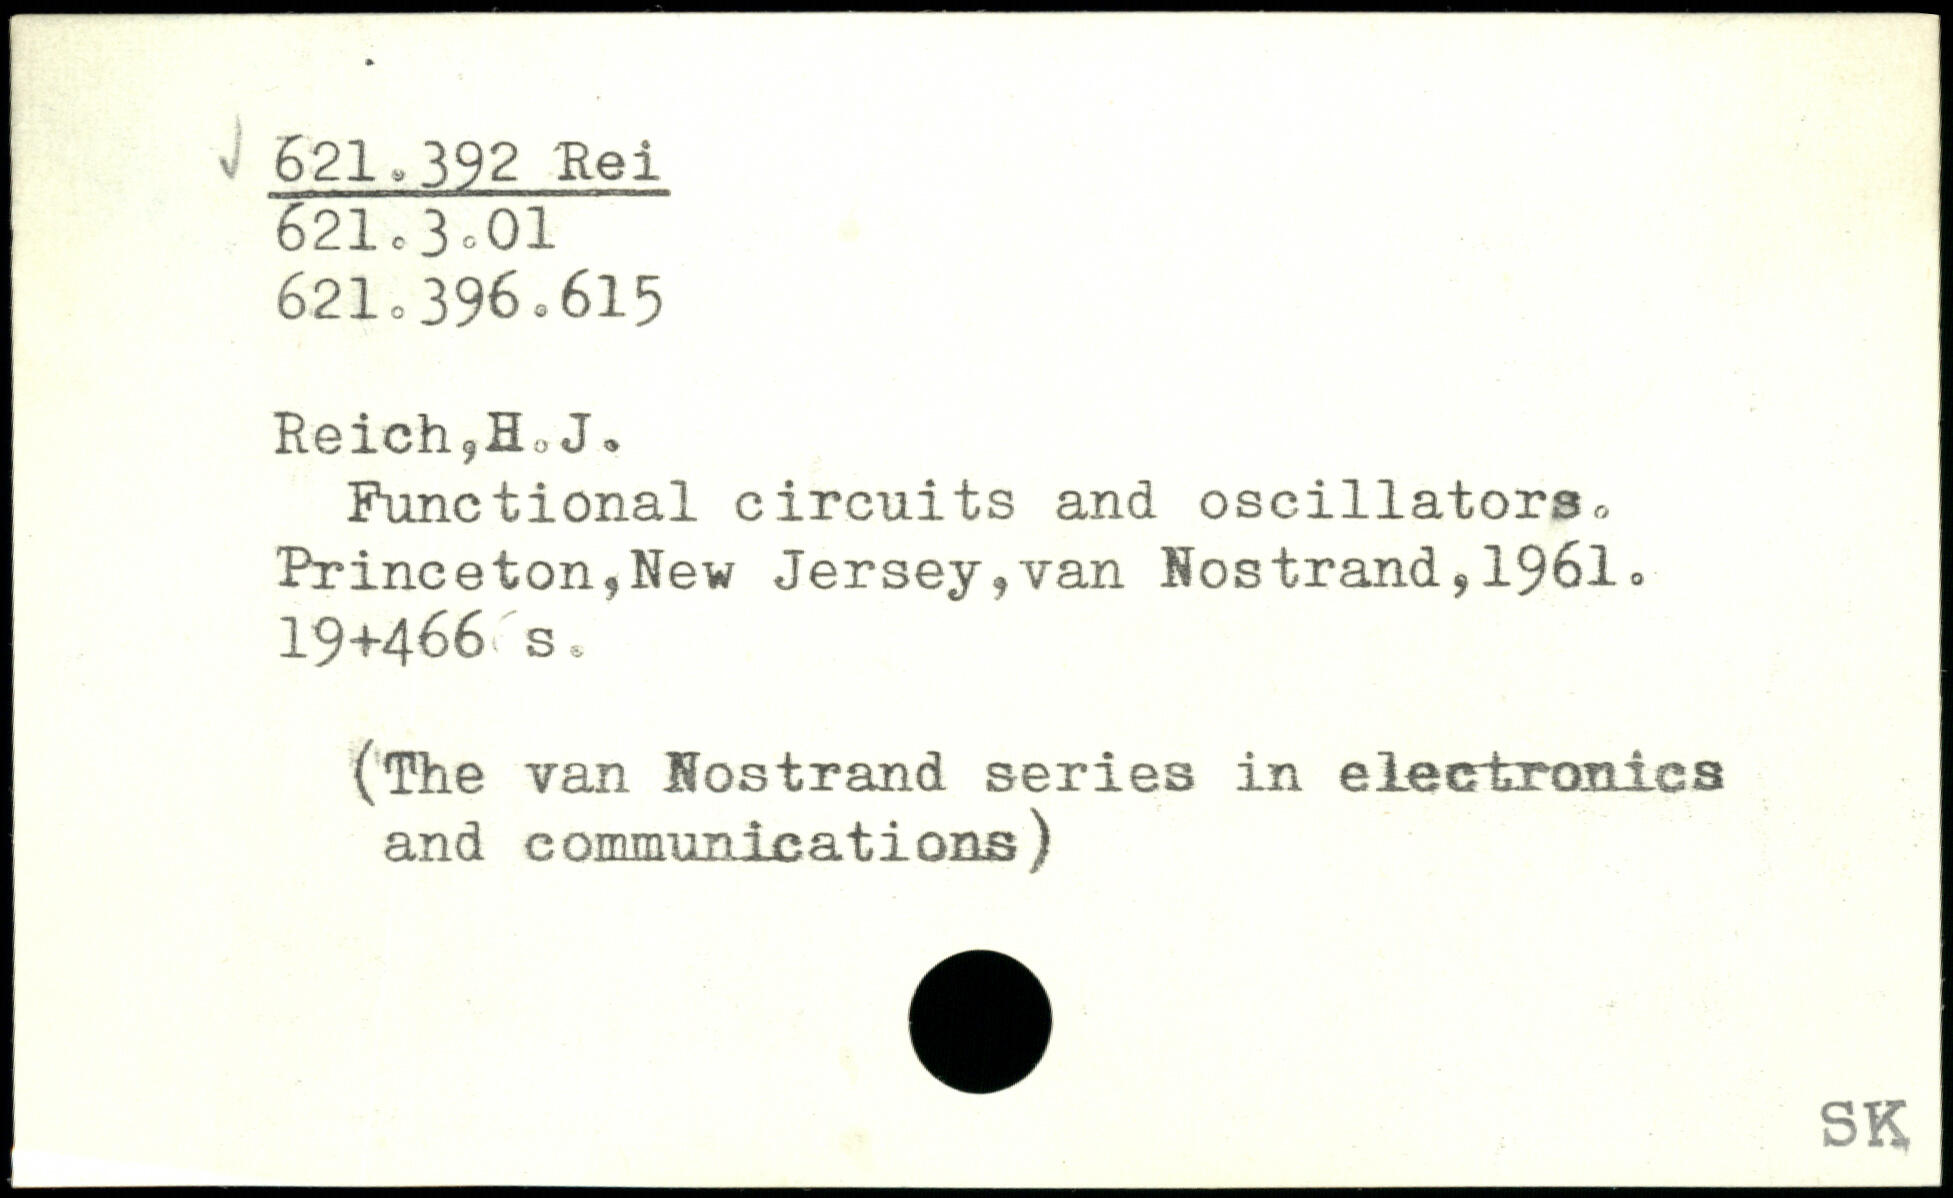 621.392 Rei
621.3.01
621.396.615
Reich,H.J.
Functional circuits and oscillators.
Princeton,New Jersey,van Nostrand,1961.
19+466 s.
(The van Nostrand series in electronics
and communications)
SK